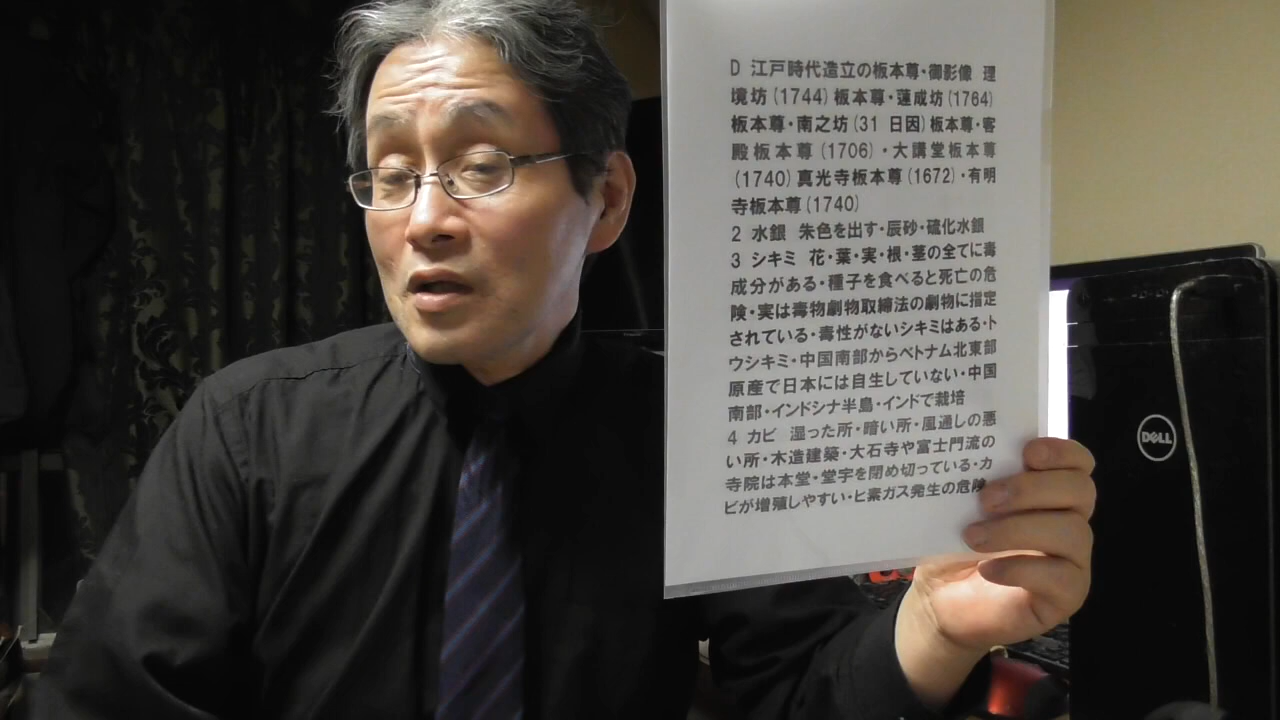 D 江戸時代造立の板本尊・御影像 理
境坊(1744)板本尊・蓮成坊(1764)
板本尊・南之坊(31 日因)板本尊・客
殿板本尊(1706)・大講堂板本尊
(1740)真光寺板本尊(1672)・有明
寺板本尊(1740)
2 水銀 朱色を出す・辰砂・硫化水銀
3 シキミ 花・葉・実・根・茎の全てに毒
成分がある・種子を食べると死亡の危
険・実は毒物劇物取締法の劇物に指定
されている・毒性がないシキミはある・ト
ウシキミ・中国南部からベトナム北東部
原産で日本には自生していない・中国
南部・インドシナ半島・インドで栽培
4 カビ 湿った所・暗い所・風通しの悪
い所・木造建築・大石寺や富士門流の
寺院は本堂・堂宇を閉め切っている・カ
ビが増殖しやすい・ヒ素ガス発生の危険
DELL